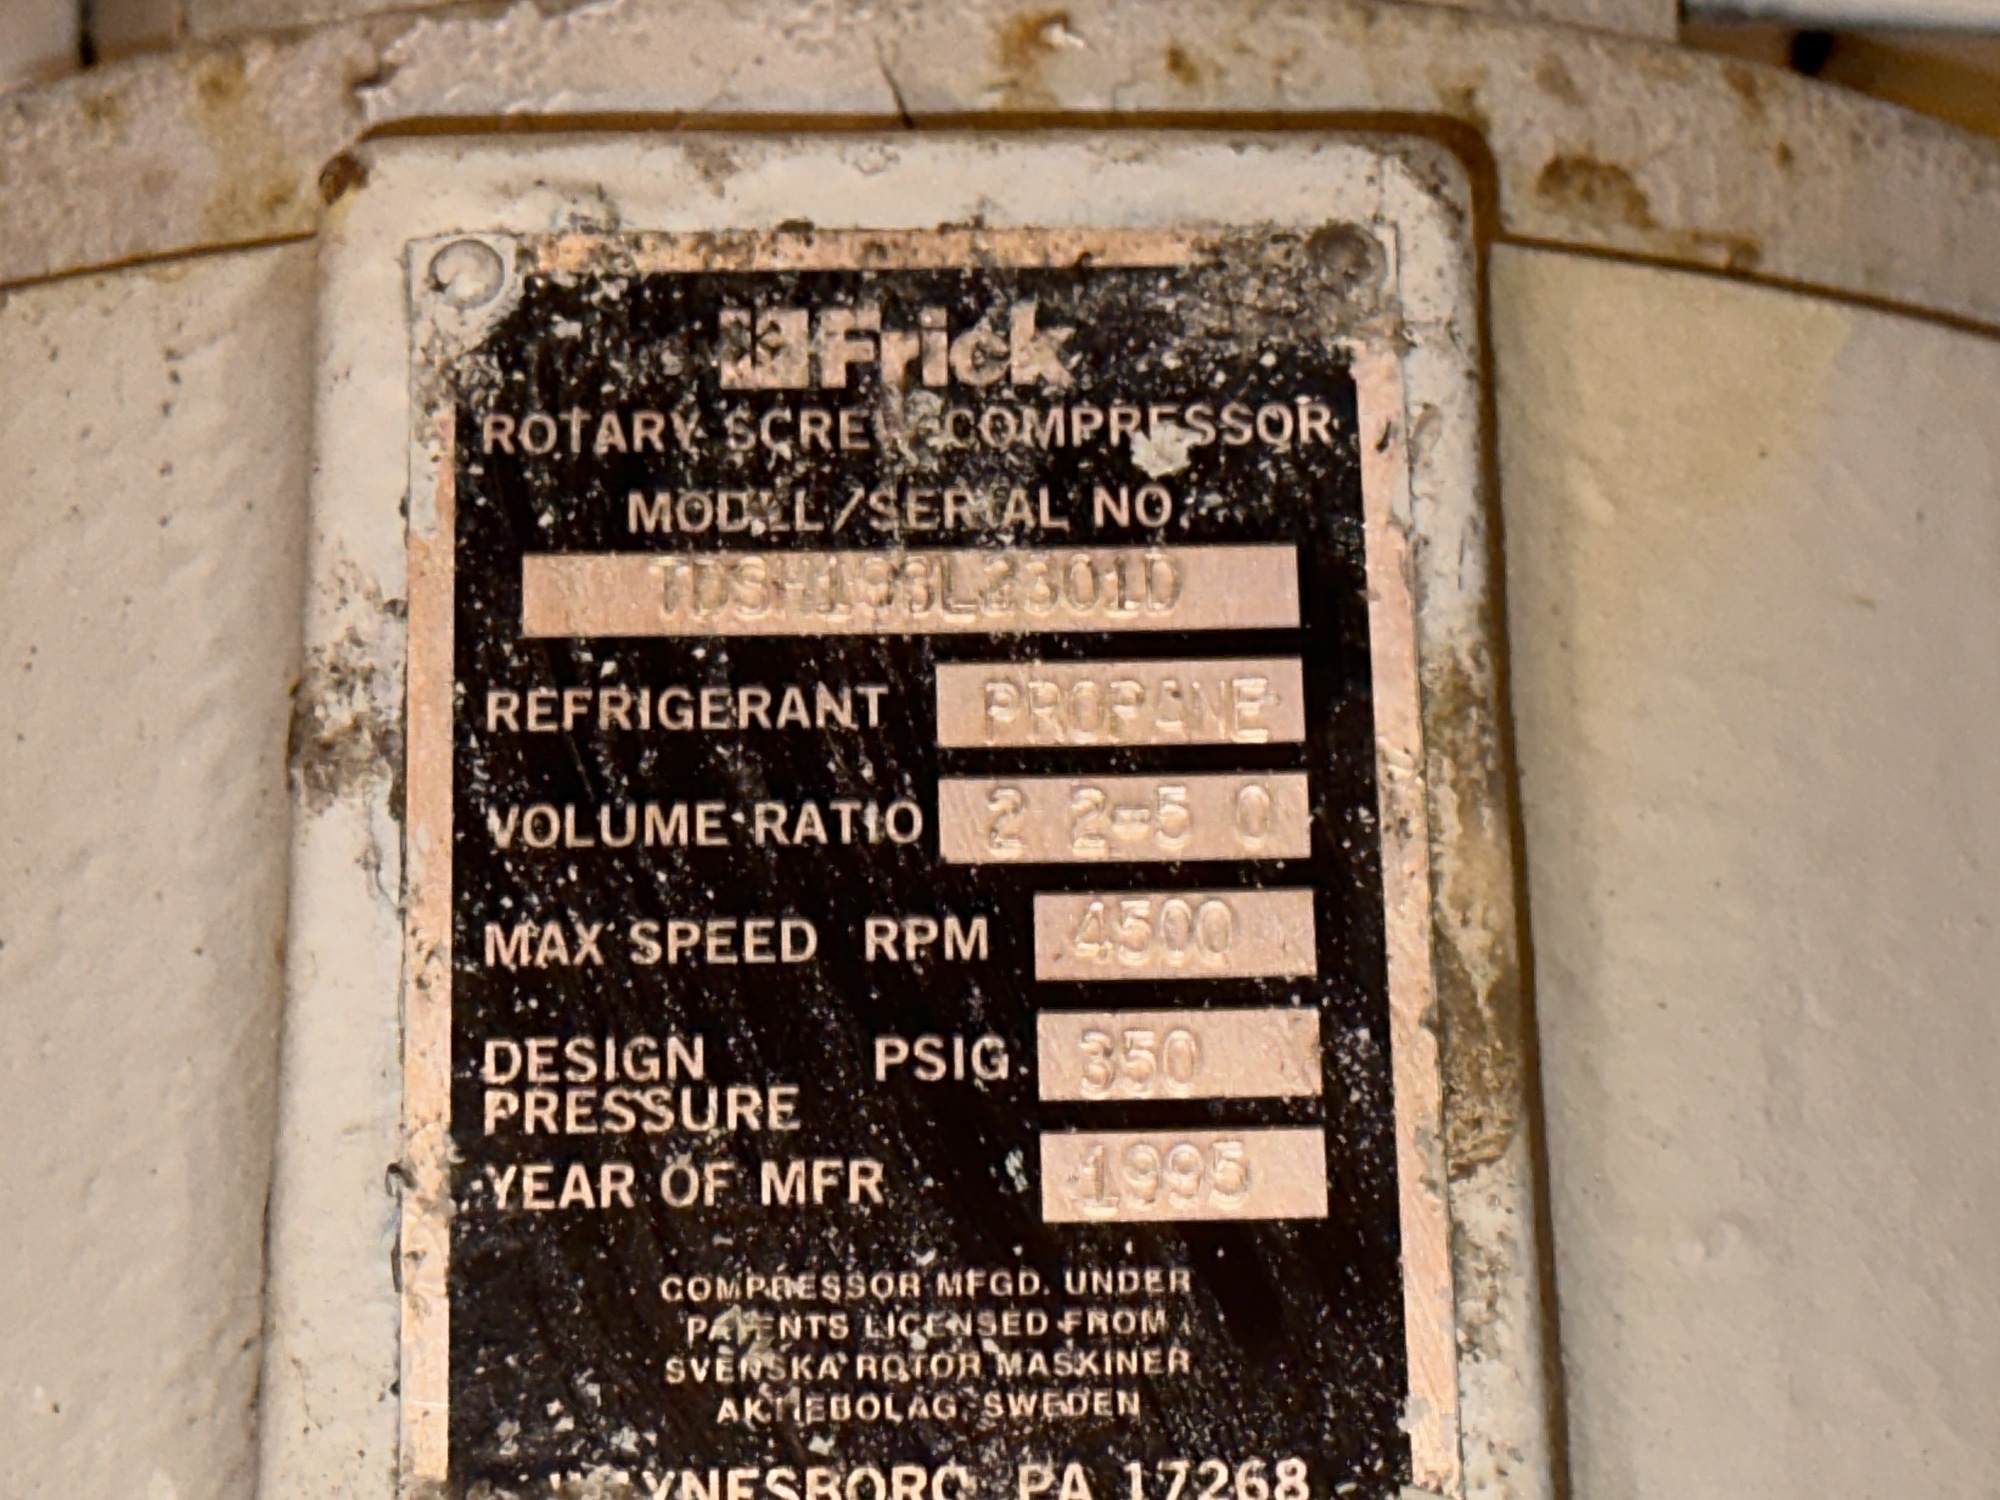 Frick
ROTARY SCREW COMPRESSOR
MODEL/SERIAL NO.
TDSH193L2301D
REFRIGERANT PROPANE
VOLUME RATIO 2 2-5 0
MAX SPEED RPM 4500
DESIGN PSIG 350
PRESSURE
YEAR OF MFR 1995
COMPRESSOR MFGD. UNDER
PATENTS LICENSED FROM
SVENSKA ROTOR MASKINER
AKTIEBOLAG, SWEDEN
WAYNESBORO, PA 17268